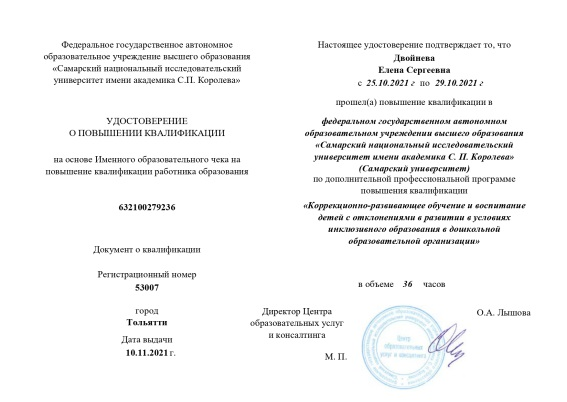 Федеральное государственное автономное
образовательное учреждение высшего образования
«Самарский национальный исследовательский
университет имени академика С.П. Королева»
УДОСТОВЕРЕНИЕ
О ПОВЫШЕНИИ КВАЛИФИКАЦИИ
на основе Именного образовательного чека на
повышение квалификации работника образования
632100279236
Документ о квалификации
Регистрационный номер
53007
город
Тольятти
Дата выдачи
10.11.2021 г.
Настоящее удостоверение подтверждает то, что
Двойнева
Елена Сергеевна
с 25.10.2021 г по 29.10.2021 г
прошел(а) повышение квалификации в
федеральном государственном автономном
образовательном учреждении высшего образования
«Самарский национальный исследовательский
университет имени академика С. П. Королева»
(Самарский университет)
по дополнительной профессиональной программе
повышения квалификации
«Коррекционно-развивающее обучение и воспитание
детей с отклонениями в развитии в условиях
инклюзивного образования в дошкольной
образовательной организации»
в объеме 36 часов
Директор Центра
образовательных услуг
и консалтинга
О.А. Лышова
М. П.
Центр
образовательных
услуг и консалтинга